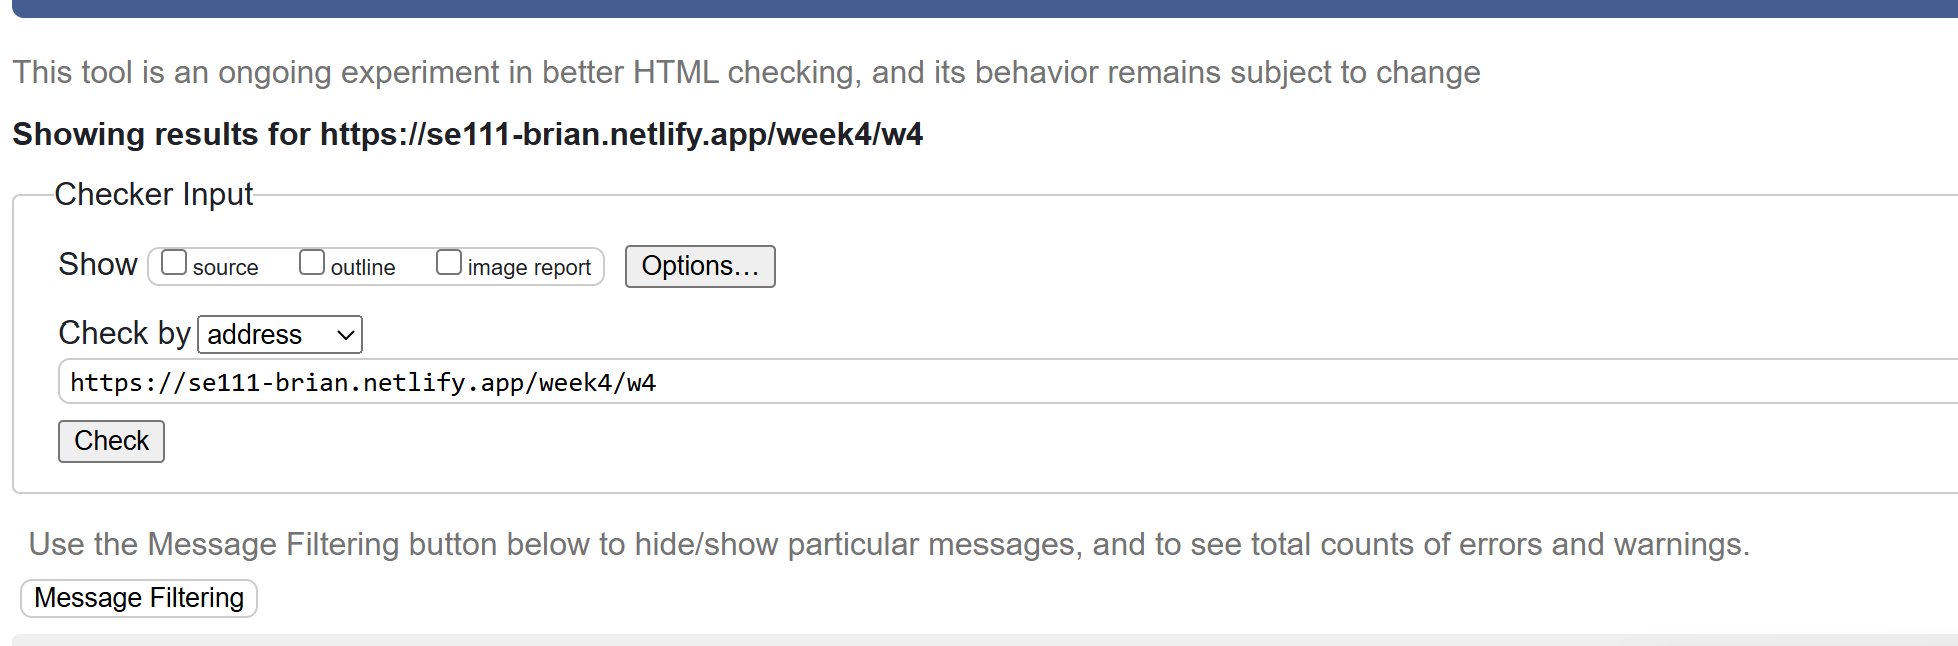 This tool is an ongoing experiment in better HTML checking, and its behavior remains subject to change
Showing results for https://se111-brian.netlify.app/week4/w4
Checker Input
Show source outline image report Options…
Check by address
https://se111-brian.netlify.app/week4/w4
Check
Use the Message Filtering button below to hide/show particular messages, and to see total counts of errors and warnings.
Message Filtering